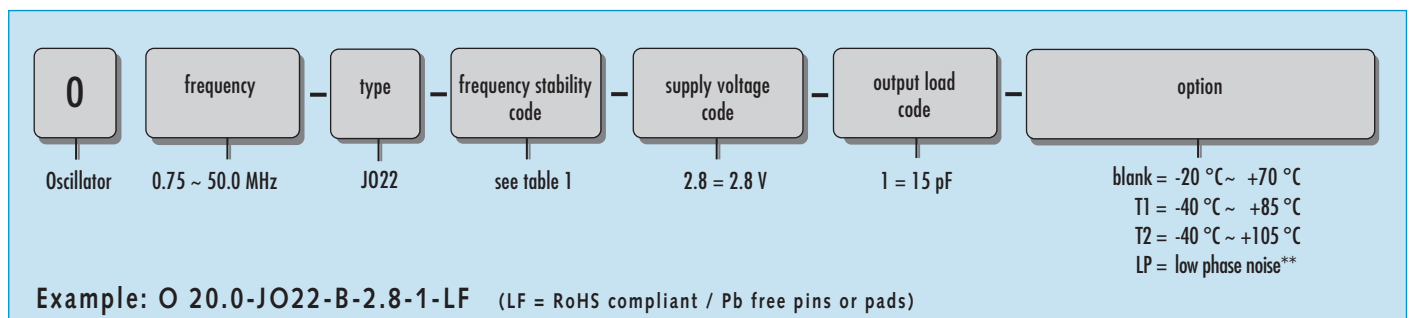 O
frequency
type
frequency stability
code
supply voltage
code
output load
code
option
Oscillator
0.75 ~ 50.0 MHz
JO22
see table 1
2.8 = 2.8 V
1 = 15 pF
blank = -20 °C~ +70 °C
T1 = -40 °C ~ +85 °C
T2 = -40 °C ~ +105 °C
LP = low phase noise**
Example: O 20.0-JO22-B-2.8-1-LF (LF = RoHS compliant / Pb free pins or pads)